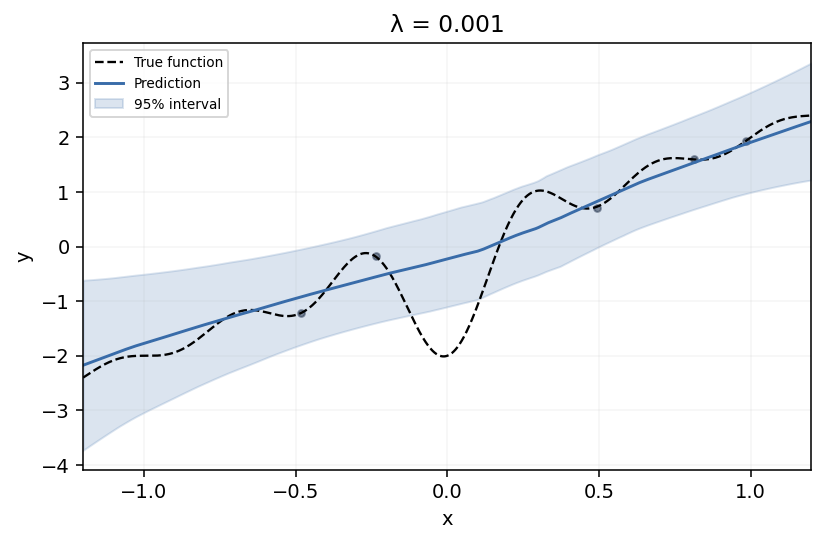 λ = 0.001
True function
Prediction
95% interval
3
2
1
0
−1
−2
−3
−4
y
−1.0 −0.5 0.0 0.5 1.0
x